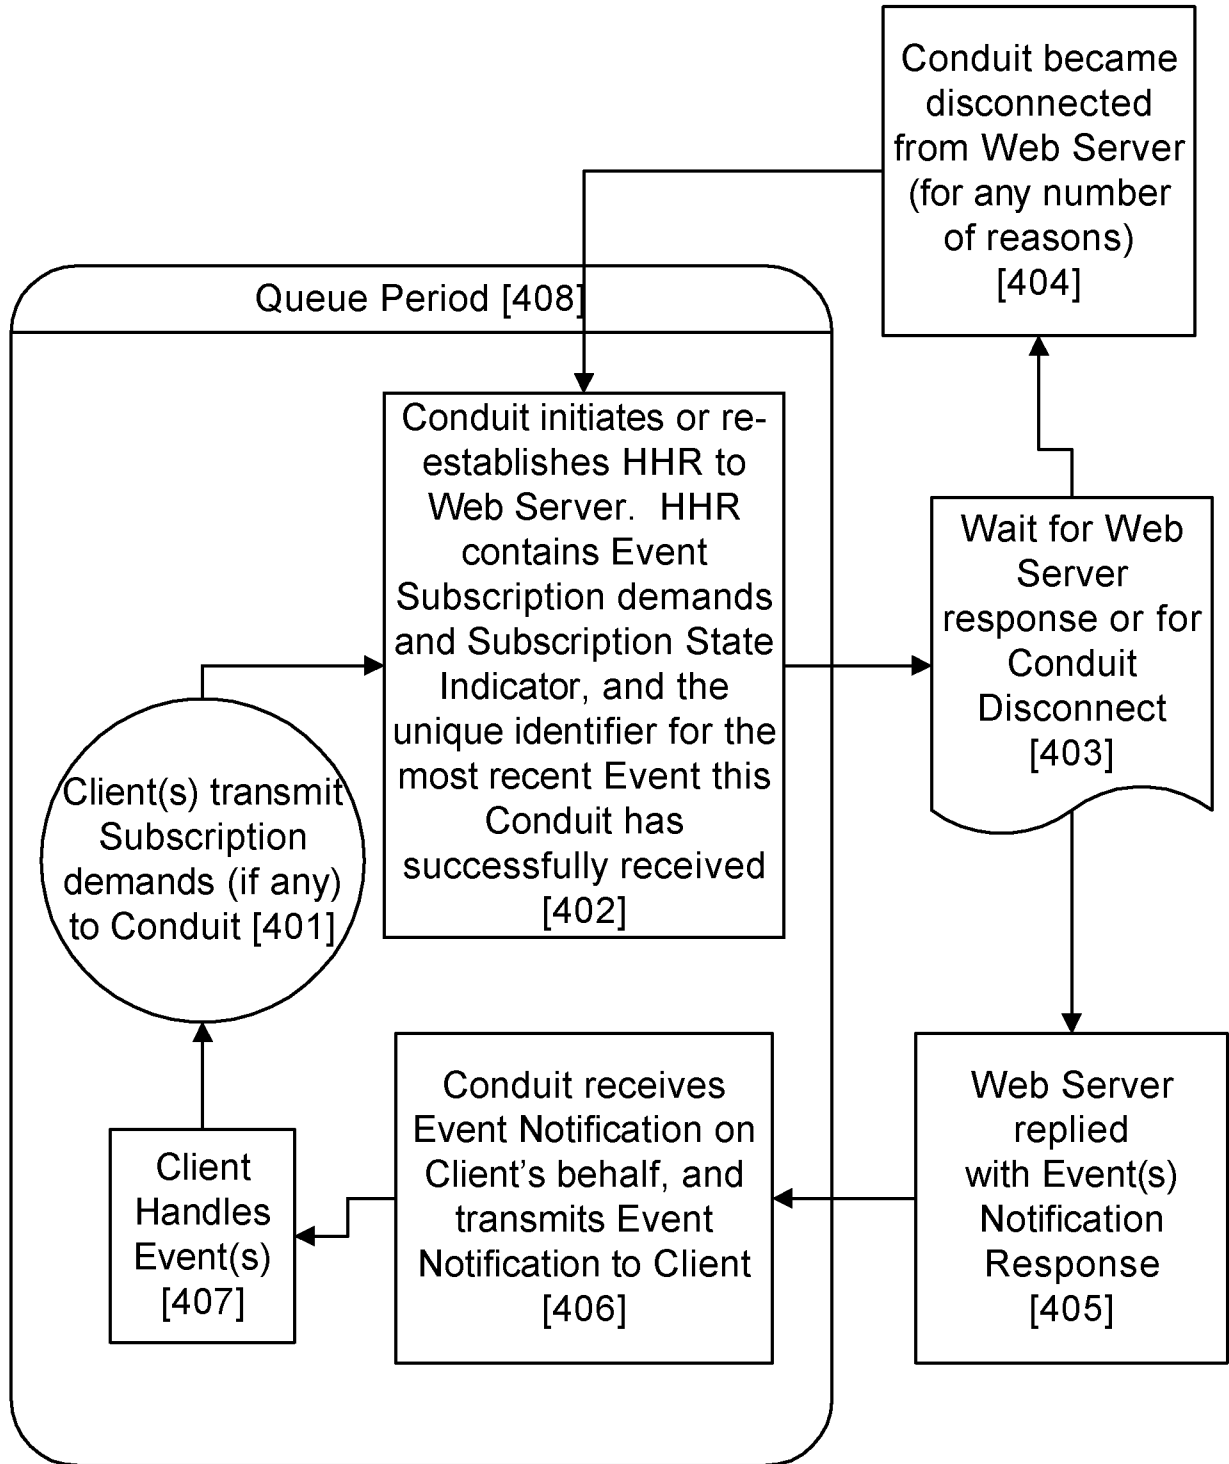 Conduit became
disconnected
from Web Server
(for any number
of reasons)
[404]
Queue Period [408]
Conduit initiates or re-
establishes HHR to
Web Server.  HHR
contains Event
Subscription demands
and Subscription State
Indicator, and the
unique identifier for the
most recent Event this
Conduit has
successfully received
[402]
Wait for Web
Server
response or for
Conduit
Disconnect
[403]
Client(s) transmit
Subscription
demands (if any)
to Conduit [401]
Conduit receives
Event Notification on
Client’s behalf, and
transmits Event
Notification to Client
[406]
Web Server
replied
with Event(s)
Notification
Response
[405]
Client
Handles
Event(s)
[407]